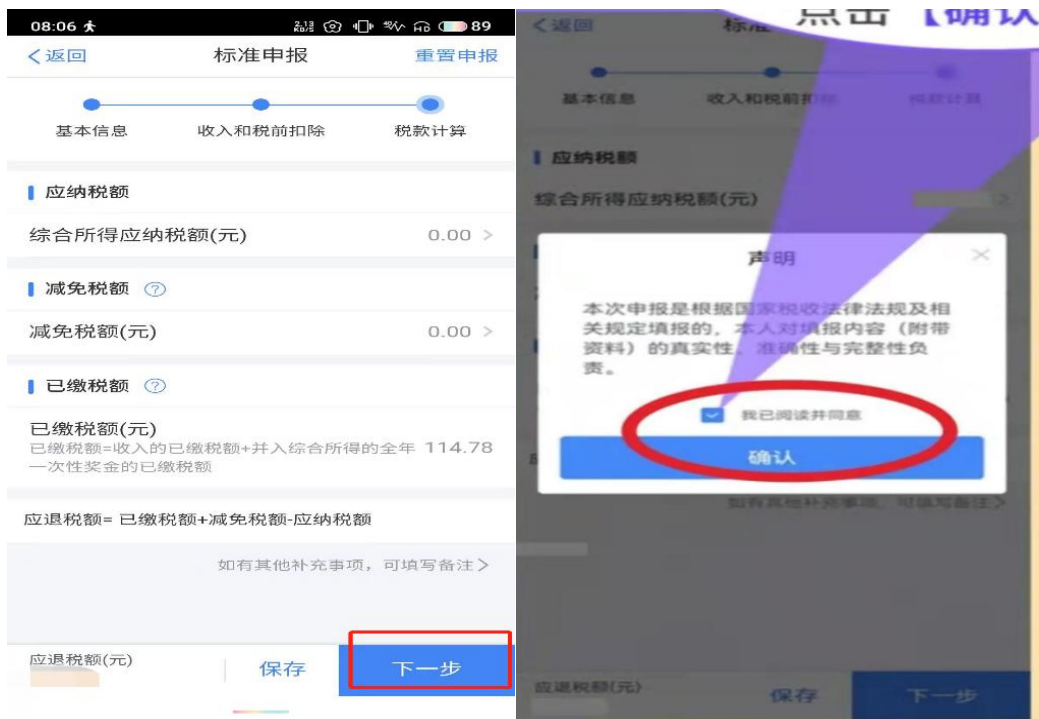 08:06
89
返回
标准申报
重置申报
基本信息
收入和税前扣除
税款计算
应纳税额
综合所得应纳税额(元)
0.00 >
减免税额 ?
减免税额(元)
0.00 >
已缴税额 ?
已缴税额(元)
已缴税额=收入的已缴税额+并入综合所得的全年
一次性奖金的已缴税额
114.78
应退税额= 已缴税额+减免税额-应纳税额
如有其他补充事项，可填写备注>
应退税额(元)
保存
下一步
点击【确认
返回
标准
基本信息
收入和税前扣除
税款计算
应纳税额
综合所得应纳税额(元)
声明
本次申报是根据国家税收法律法规及相
关规定填报的，本人对填报内容（附带
资料）的真实性、准确性与完整性负
责。
我已阅读并同意
确认
如有其他补充事项，可填写备注>
应退税额(元)
保存
下一步